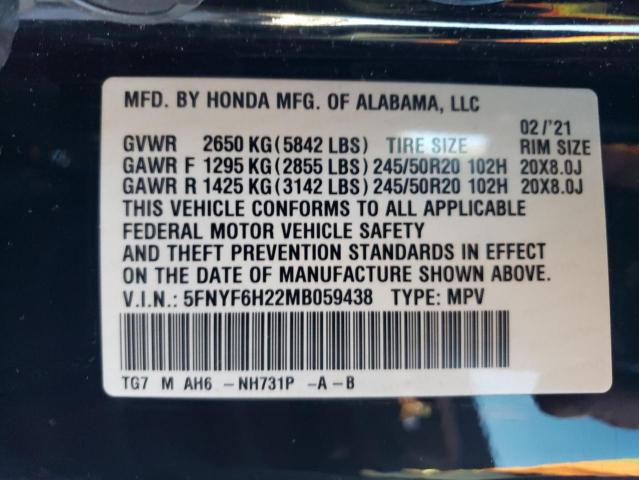 MFD. BY HONDA MFG. OF ALABAMA, LLC
02/'21
GVWR 2650 KG (5842 LBS) TIRE SIZE RIM SIZE
GAWR F 1295 KG (2855 LBS) 245/50R20 102H 20X8.0J
GAWR R 1425 KG (3142 LBS) 245/50R20 102H 20X8.0J
THIS VEHICLE CONFORMS TO ALL APPLICABLE
FEDERAL MOTOR VEHICLE SAFETY
AND THEFT PREVENTION STANDARDS IN EFFECT
ON THE DATE OF MANUFACTURE SHOWN ABOVE.
V.I.N.: 5FNYF6H22MB059438 TYPE: MPV
TG7 M AH6 -NH731P -A-B